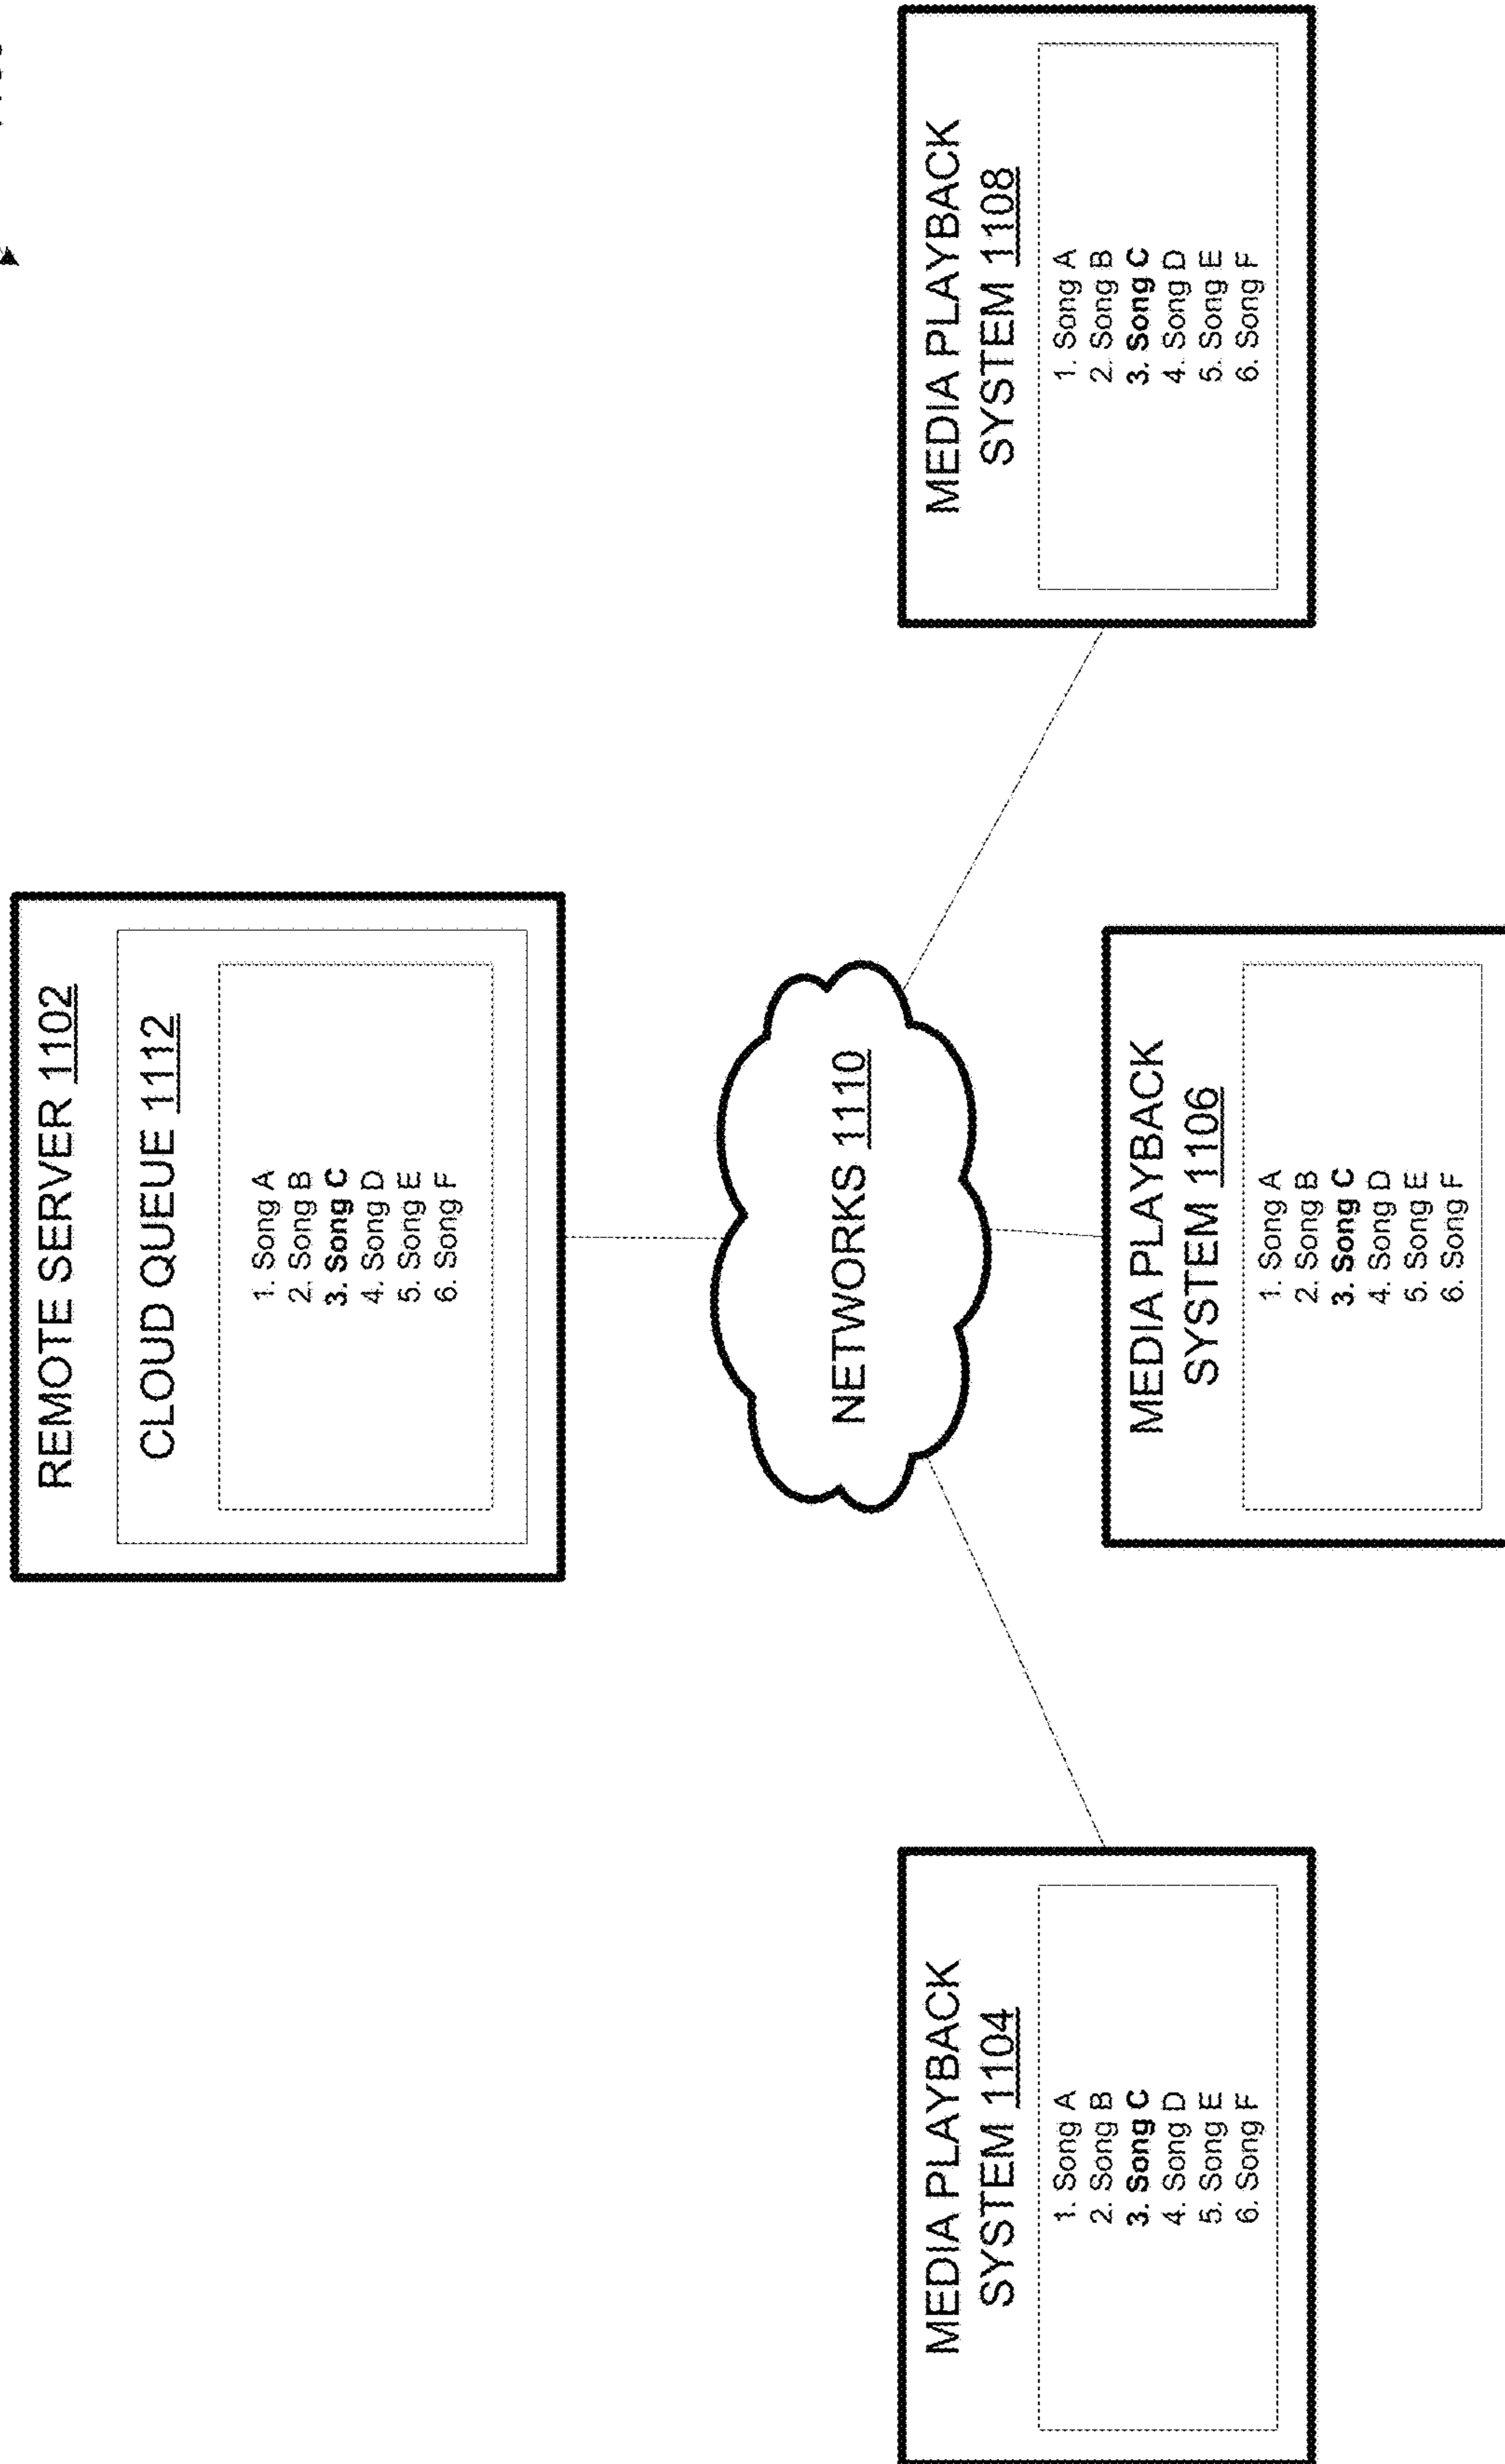 REMOTE SERVER 1102
CLOUD QUEUE 1112
1. Song A
2. Song B
3. Song C
4. Song D
5. Song E
6. Song F
NETWORKS 1110
MEDIA PLAYBACK
SYSTEM 1104
1. Song A
2. Song B
3. Song C
4. Song D
5. Song E
6. Song F
MEDIA PLAYBACK
SYSTEM 1106
1. Song A
2. Song B
3. Song C
4. Song D
5. Song E
6. Song F
MEDIA PLAYBACK
SYSTEM 1108
1. Song A
2. Song B
3. Song C
4. Song D
5. Song E
6. Song F